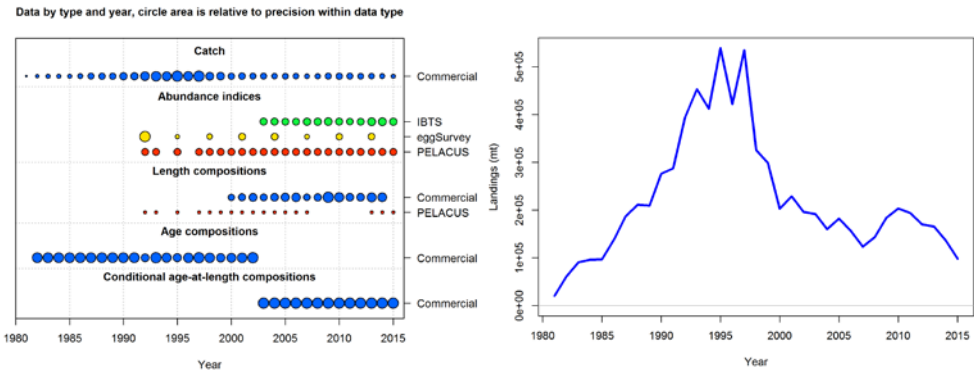 Data by type and year, circle area is relative to precision within data type
Catch
Commercial
Abundance indices
IBTS
eggSurvey
PELACUS
Length compositions
Commercial
PELACUS
Age compositions
Commercial
Conditional age-at-length compositions
Commercial
1980 1985 1990 1995 2000 2005 2010 2015
Year
Landings (mt)
5e+05
4e+05
3e+05
2e+05
1e+05
0e+00
1980 1985 1990 1995 2000 2005 2010 2015
Year